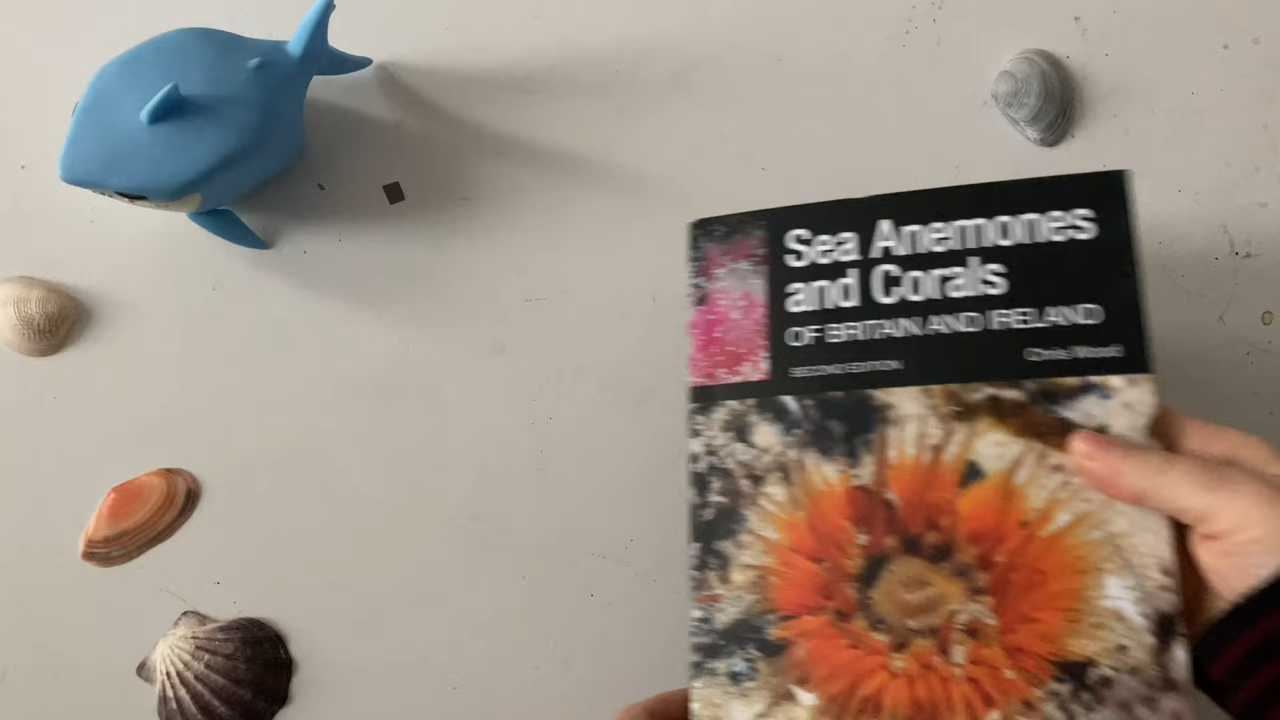 Sea Anemones
and Corals
OF BRITAIN AND IRELAND
SECOND EDITION
Chris Wood